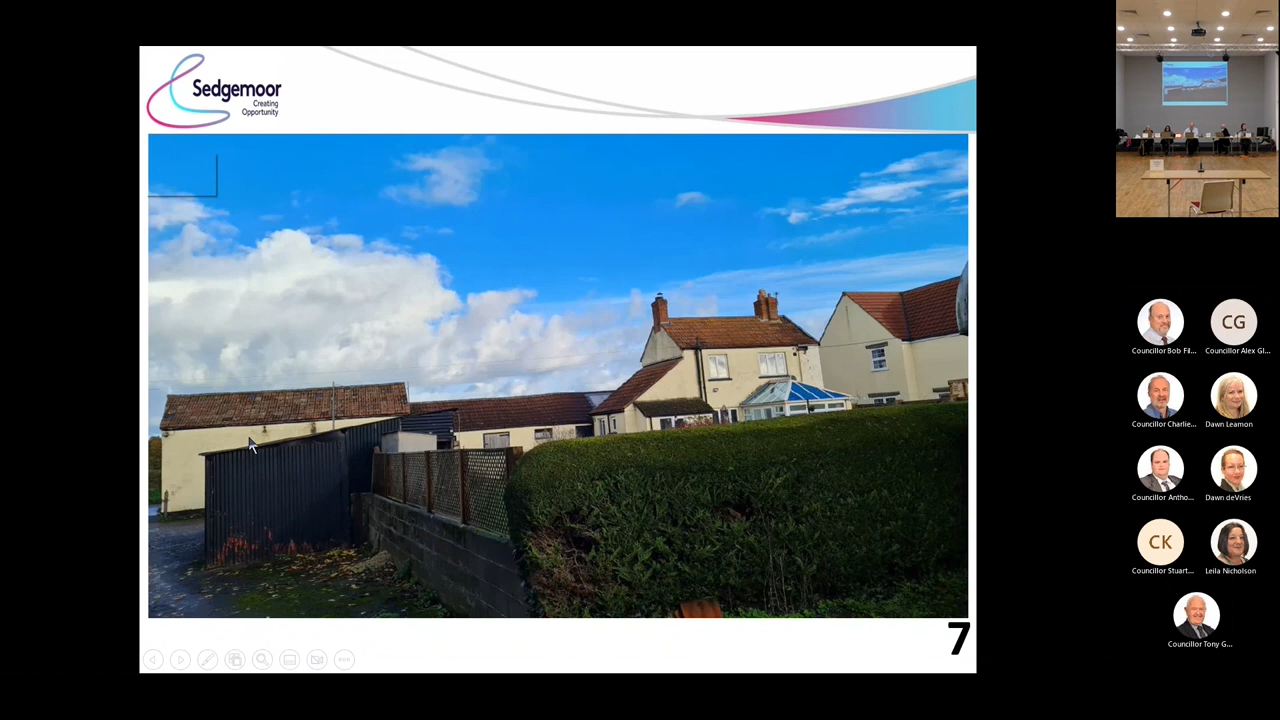 Sedgemoor
Creating
Opportunity
7
Councillor Bob Fil...
CG
Councillor Alex Gl...
Councillor Charlie...
Dawn Leamon
Councillor Antho...
Dawn deVries
CK
Councillor Stuart...
Leila Nicholson
Councillor Tony G...